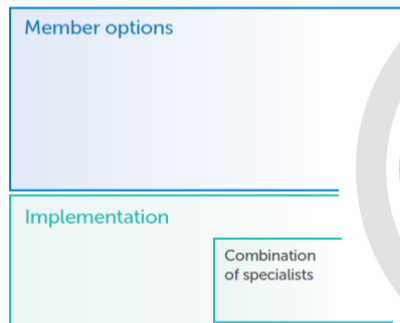 Member options
Implementation
Combination
of specialists